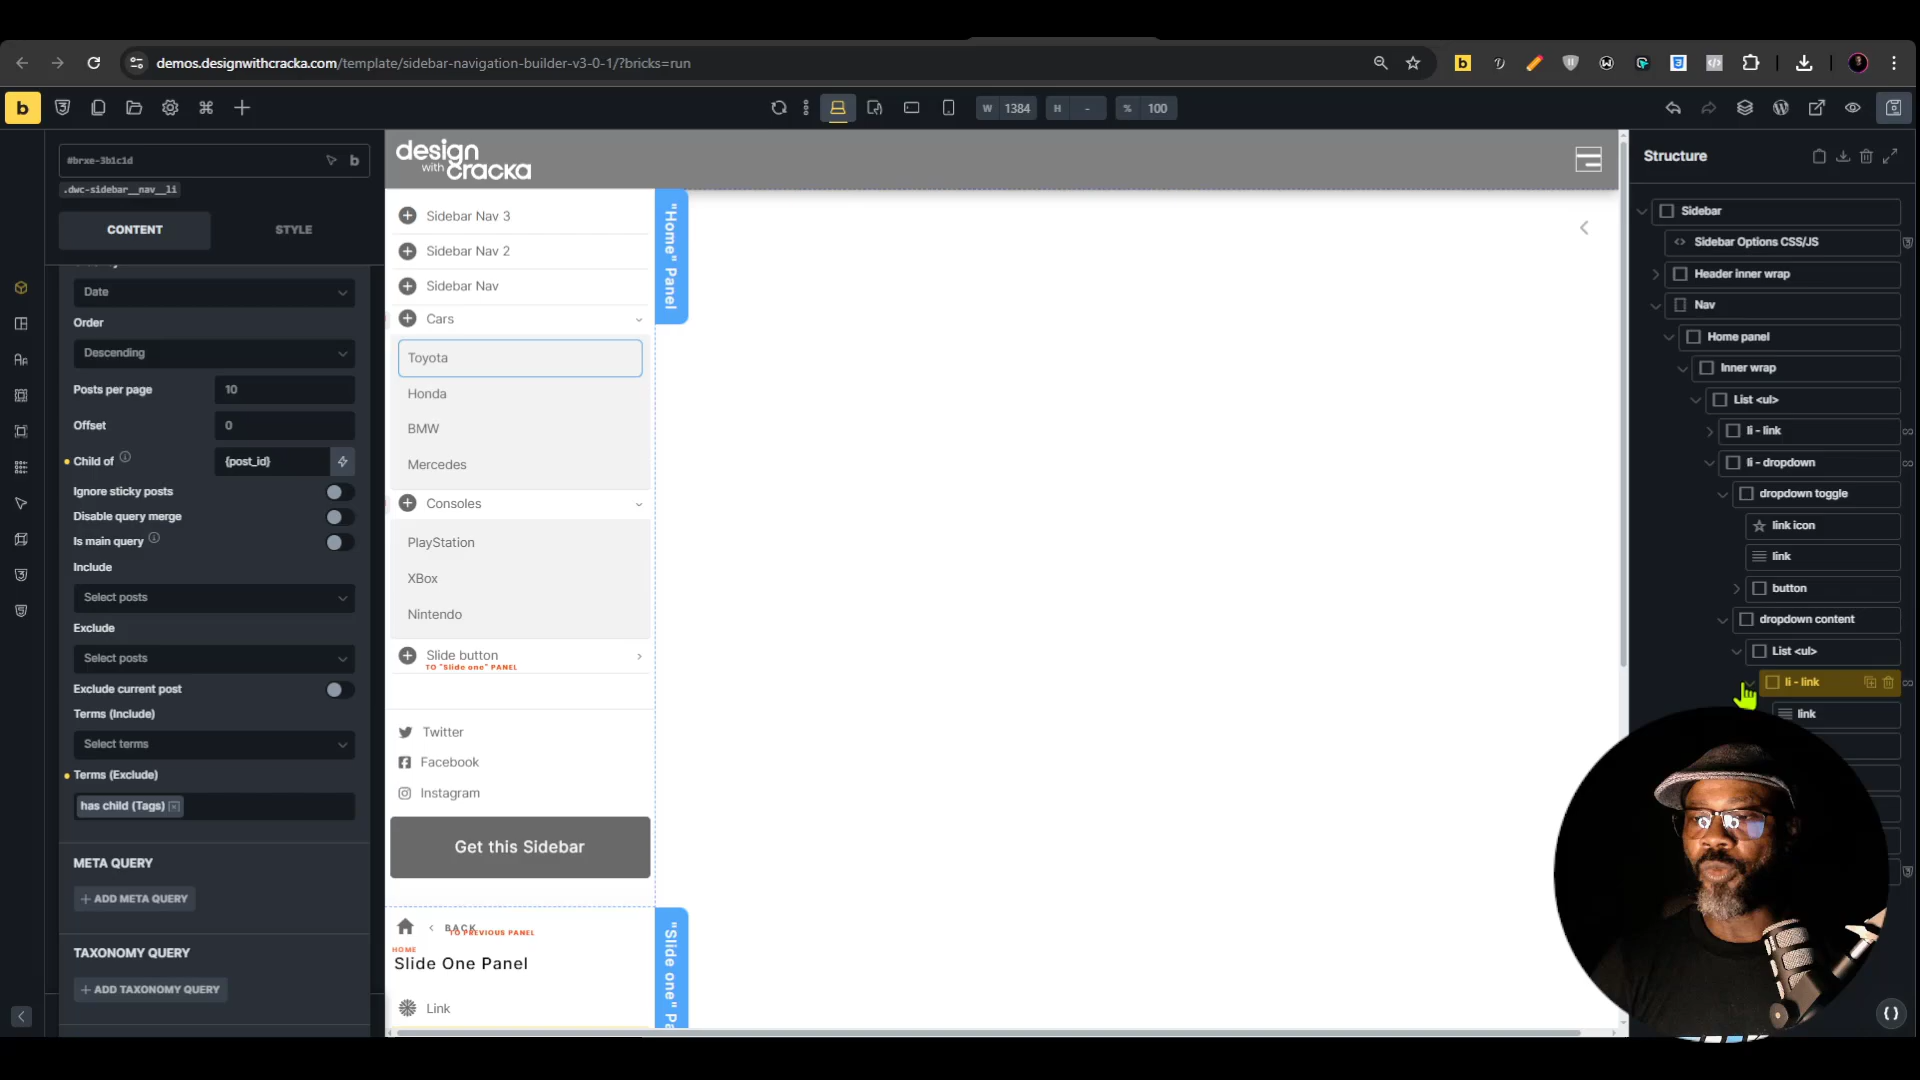 demos.designwithcracka.com/template/sidebar-navigation-builder-v3-0-1/?bricks=run
b
W 1384 H - % 100
#brxe-3b1c1d
b
.dwc-sidebar__nav__li
CONTENT
STYLE
Date
Order
Descending
Posts per page
10
Offset
0
Child of
{post_id}
Ignore sticky posts
Disable query merge
Is main query
Include
Select posts
Exclude
Select posts
Exclude current post
Terms (Include)
Select terms
Terms (Exclude)
has child (Tags)
META QUERY
+ ADD META QUERY
TAXONOMY QUERY
+ ADD TAXONOMY QUERY
design
with cracka
Sidebar Nav 3
Sidebar Nav 2
Sidebar Nav
Cars
Toyota
Honda
BMW
Mercedes
Consoles
PlayStation
XBox
Nintendo
Slide button
TO "Slide one" PANEL
Twitter
Facebook
Instagram
Get this Sidebar
BACK
TO PREVIOUS PANEL
HOME
Slide One Panel
Link
"Home" Panel
"Slide one" Pa
Structure
Sidebar
Sidebar Options CSS/JS
Header inner wrap
Nav
Home panel
Inner wrap
List <ul>
li - link
li - dropdown
dropdown toggle
link icon
link
button
dropdown content
List <ul>
li - link
link